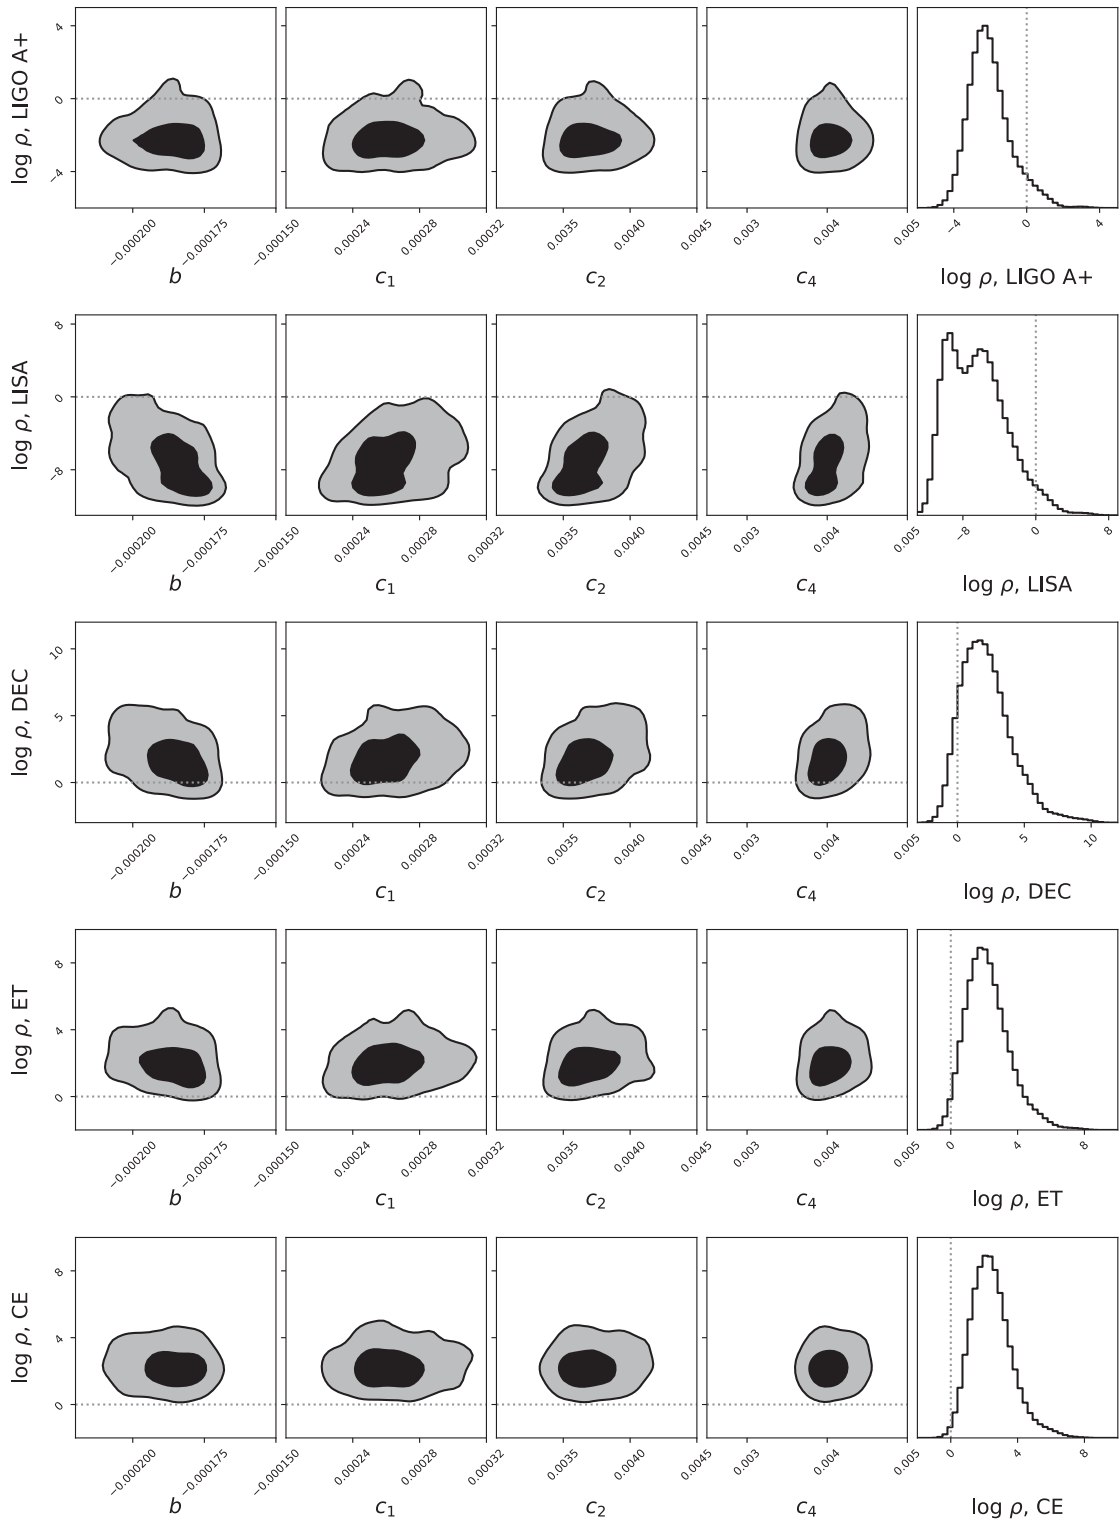 log ρ, LIGO A+
4
0
−4
−0.000200 −0.000175 −0.000150 0.00024 0.00028 0.00032 0.0035 0.0040 0.0045 0.003 0.004 0.005 −4 0 4
b c1 c2 c4 log ρ, LIGO A+
log ρ, LISA
8
0
−8
−0.000200 −0.000175 −0.000150 0.00024 0.00028 0.00032 0.0035 0.0040 0.0045 0.003 0.004 0.005 −8 0 8
b c1 c2 c4 log ρ, LISA
log ρ, DEC
10
5
0
−0.000200 −0.000175 −0.000150 0.00024 0.00028 0.00032 0.0035 0.0040 0.0045 0.003 0.004 0.005 0 5 10
b c1 c2 c4 log ρ, DEC
log ρ, ET
8
4
0
−0.000200 −0.000175 −0.000150 0.00024 0.00028 0.00032 0.0035 0.0040 0.0045 0.003 0.004 0.005 0 4 8
b c1 c2 c4 log ρ, ET
log ρ, CE
8
4
0
−0.000200 −0.000175 −0.000150 0.00024 0.00028 0.00032 0.0035 0.0040 0.0045 0.003 0.004 0.005 0 4 8
b c1 c2 c4 log ρ, CE